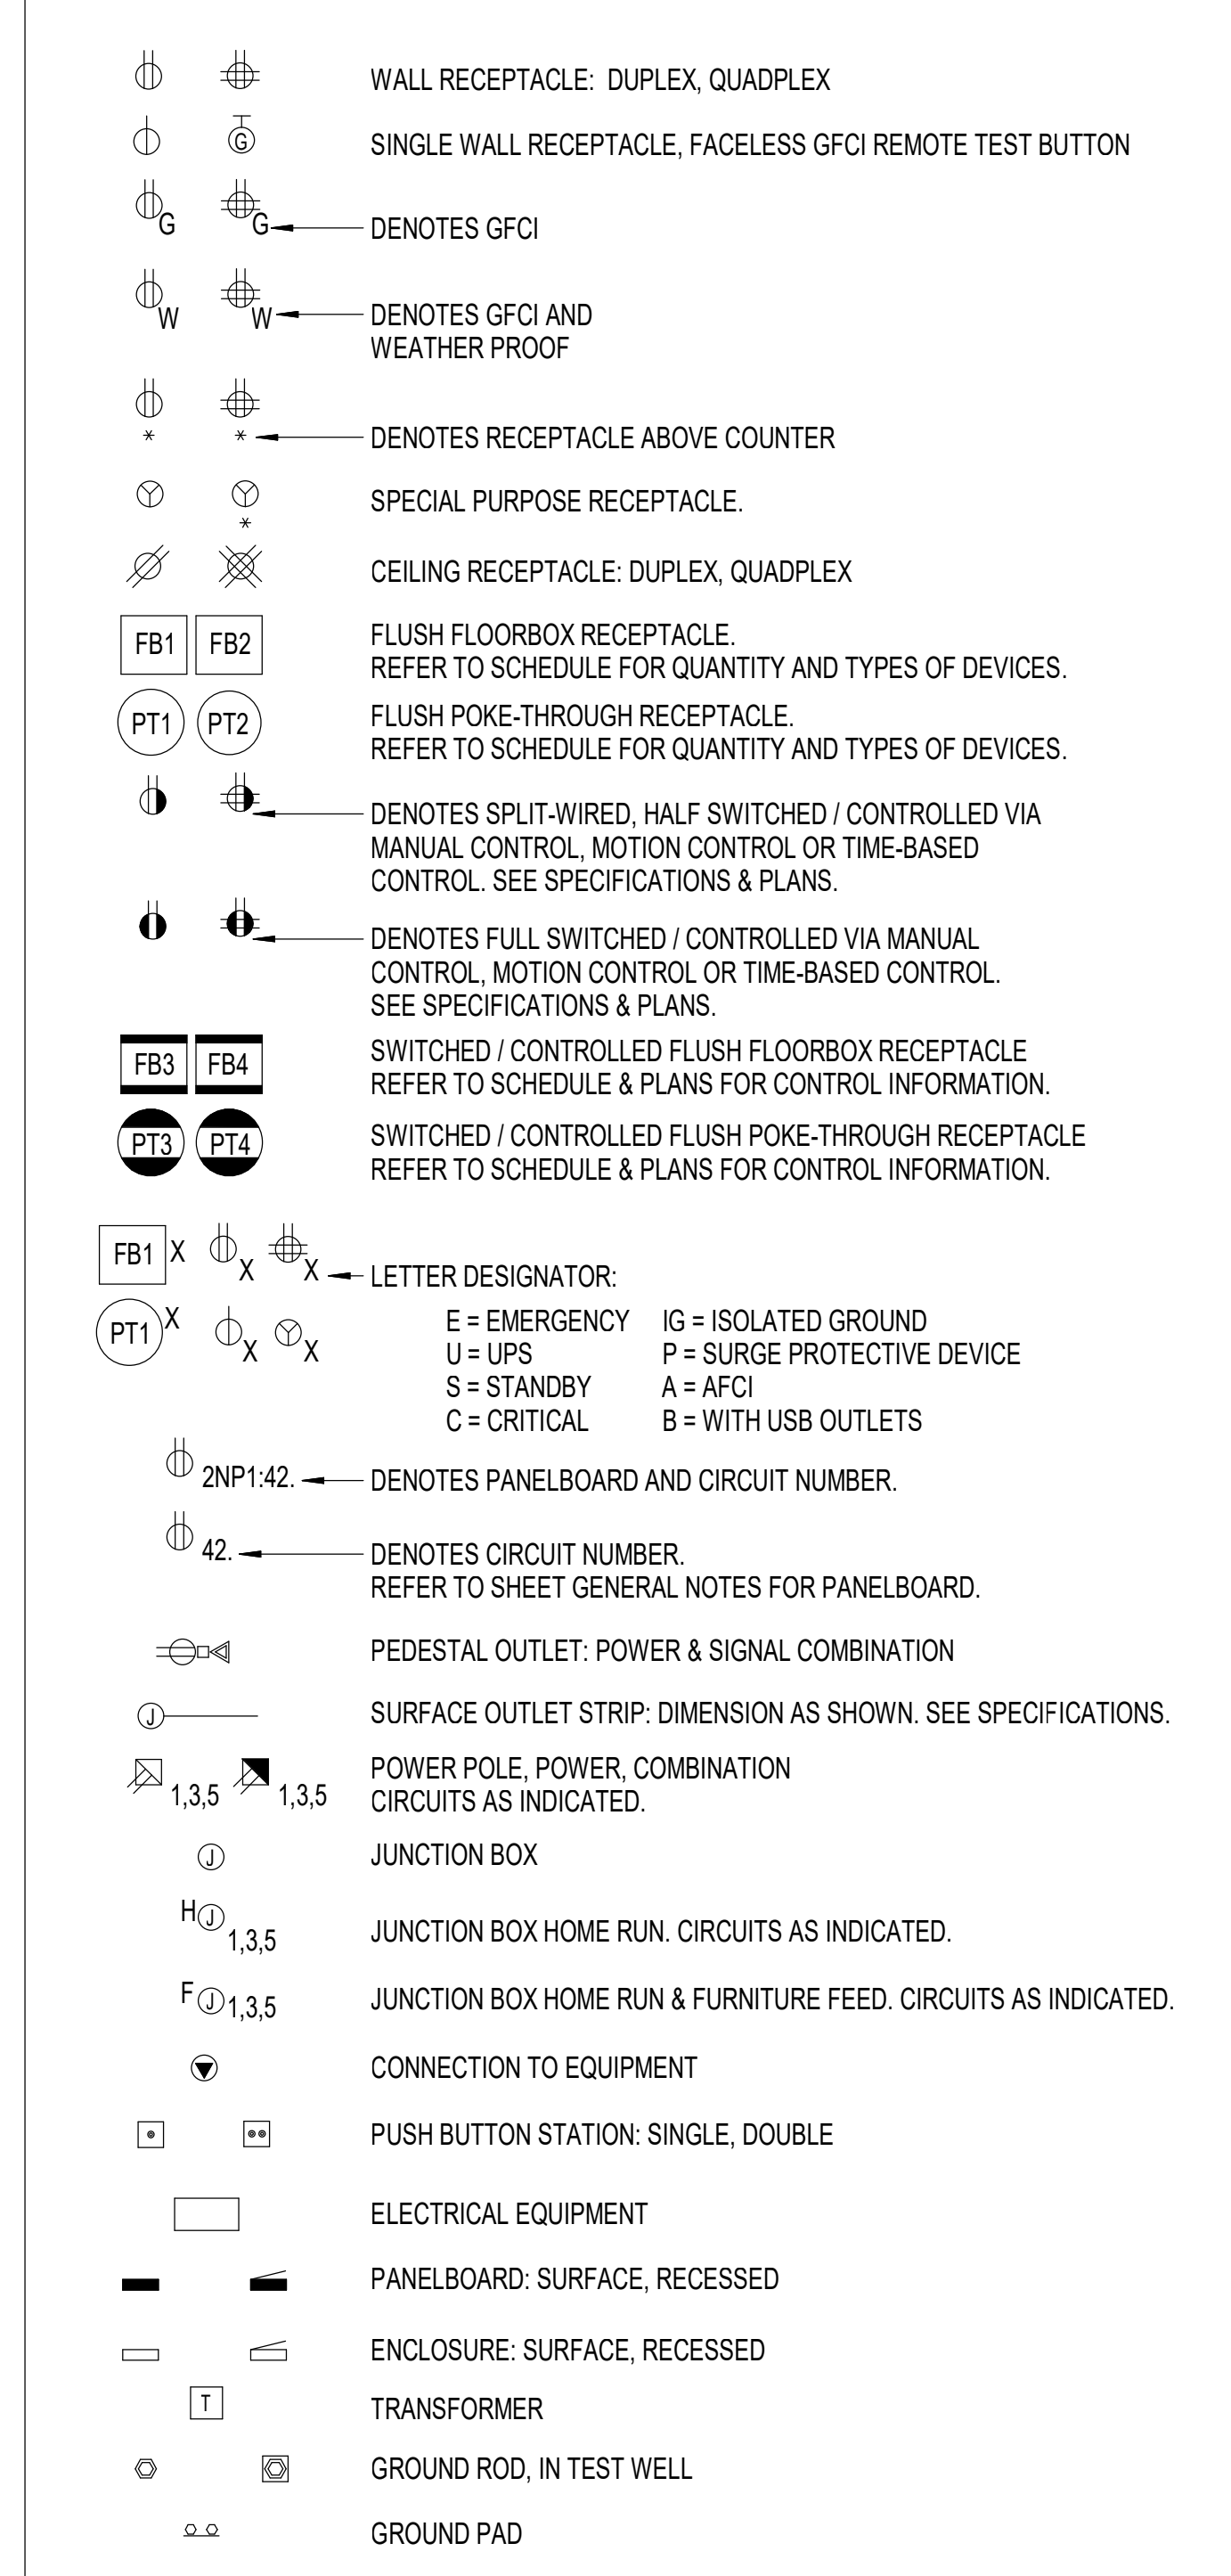 WALL RECEPTACLE: DUPLEX, QUADPLEX
G SINGLE WALL RECEPTACLE, FACELESS GFCI REMOTE TEST BUTTON
G G DENOTES GFCI
W W DENOTES GFCI AND
WEATHER PROOF
* * DENOTES RECEPTACLE ABOVE COUNTER
SPECIAL PURPOSE RECEPTACLE.
*
CEILING RECEPTACLE: DUPLEX, QUADPLEX
FB1 FB2 FLUSH FLOORBOX RECEPTACLE.
REFER TO SCHEDULE FOR QUANTITY AND TYPES OF DEVICES.
PT1 PT2 FLUSH POKE-THROUGH RECEPTACLE.
REFER TO SCHEDULE FOR QUANTITY AND TYPES OF DEVICES.
DENOTES SPLIT-WIRED, HALF SWITCHED / CONTROLLED VIA
MANUAL CONTROL, MOTION CONTROL OR TIME-BASED
CONTROL. SEE SPECIFICATIONS & PLANS.
DENOTES FULL SWITCHED / CONTROLLED VIA MANUAL
CONTROL, MOTION CONTROL OR TIME-BASED CONTROL.
SEE SPECIFICATIONS & PLANS.
FB3 FB4 SWITCHED / CONTROLLED FLUSH FLOORBOX RECEPTACLE
REFER TO SCHEDULE & PLANS FOR CONTROL INFORMATION.
PT3 PT4 SWITCHED / CONTROLLED FLUSH POKE-THROUGH RECEPTACLE
REFER TO SCHEDULE & PLANS FOR CONTROL INFORMATION.
FB1 X X X LETTER DESIGNATOR:
PT1 X X X
E = EMERGENCY IG = ISOLATED GROUND
U = UPS P = SURGE PROTECTIVE DEVICE
S = STANDBY A = AFCI
C = CRITICAL B = WITH USB OUTLETS
2NP1:42. DENOTES PANELBOARD AND CIRCUIT NUMBER.
42. DENOTES CIRCUIT NUMBER.
REFER TO SHEET GENERAL NOTES FOR PANELBOARD.
PEDESTAL OUTLET: POWER & SIGNAL COMBINATION
J SURFACE OUTLET STRIP: DIMENSION AS SHOWN. SEE SPECIFICATIONS.
1,3,5 1,3,5 POWER POLE, POWER, COMBINATION
CIRCUITS AS INDICATED.
J JUNCTION BOX
H J 1,3,5 JUNCTION BOX HOME RUN. CIRCUITS AS INDICATED.
F J 1,3,5 JUNCTION BOX HOME RUN & FURNITURE FEED. CIRCUITS AS INDICATED.
CONNECTION TO EQUIPMENT
PUSH BUTTON STATION: SINGLE, DOUBLE
ELECTRICAL EQUIPMENT
PANELBOARD: SURFACE, RECESSED
ENCLOSURE: SURFACE, RECESSED
T TRANSFORMER
GROUND ROD, IN TEST WELL
GROUND PAD